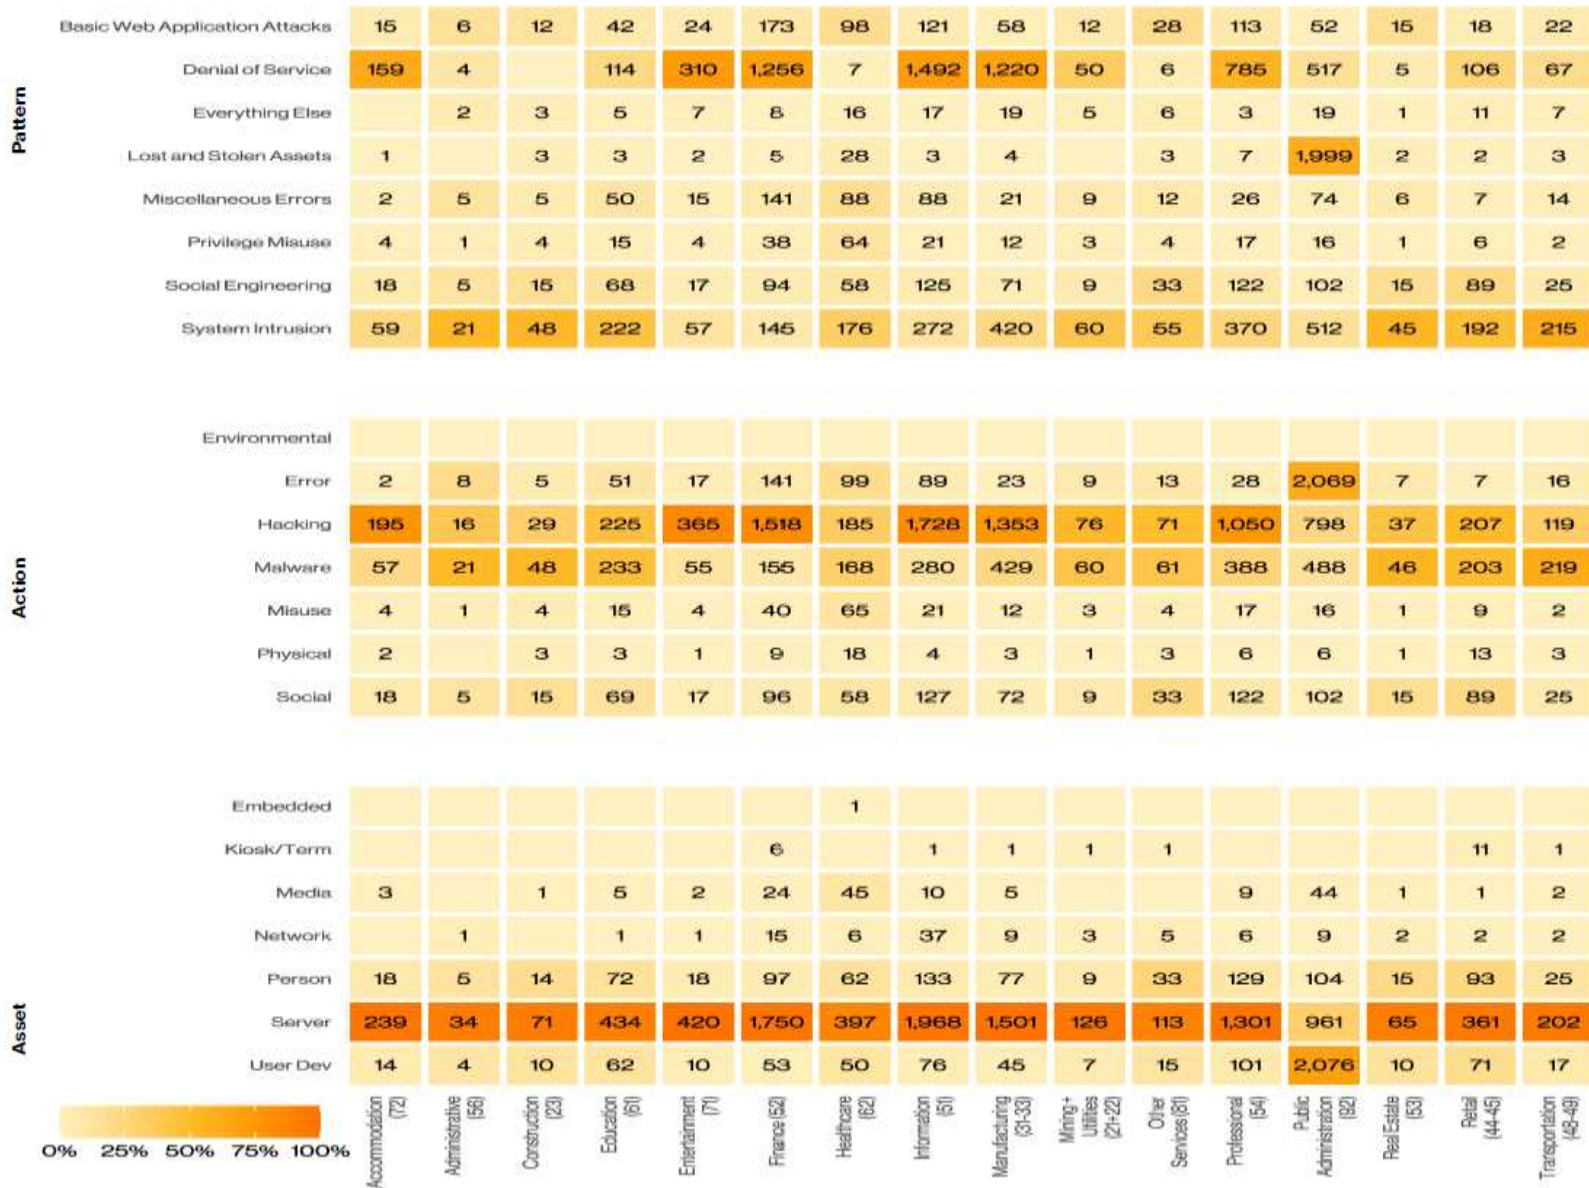 Pattern
Basic Web Application Attacks 15 6 12 42 24 173 98 121 58 12 28 113 52 15 18 22
Denial of Service 159 4 114 310 1,256 7 1,492 1,220 50 6 785 517 5 106 67
Everything Else 2 3 5 7 8 16 17 19 5 6 3 19 1 11 7
Lost and Stolen Assets 1 3 3 2 5 28 3 4 3 7 1,999 2 2 3
Miscellaneous Errors 2 5 5 50 15 141 88 88 21 9 12 26 74 6 7 14
Privilege Misuse 4 1 4 15 4 38 64 21 12 3 4 17 16 1 6 2
Social Engineering 18 5 15 68 17 94 58 125 71 9 33 122 102 15 89 25
System Intrusion 59 21 48 222 57 145 176 272 420 60 55 370 512 45 192 215
Action
Environmental
Error 2 8 5 51 17 141 99 89 23 9 13 28 2,069 7 7 16
Hacking 195 16 29 225 365 1,518 185 1,728 1,353 76 71 1,050 798 37 207 119
Malware 57 21 48 233 55 155 168 280 429 60 61 388 488 46 203 219
Misuse 4 1 4 15 4 40 65 21 12 3 4 17 16 1 9 2
Physical 2 3 3 1 9 18 4 3 1 3 6 6 1 13 3
Social 18 5 15 69 17 96 58 127 72 9 33 122 102 15 89 25
Asset
Embedded 1
Kiosk/Term 6 1 1 1 1 11 1
Media 3 1 5 2 24 45 10 5 9 44 1 1 2
Network 1 1 1 15 6 37 9 3 5 6 9 2 2 2
Person 18 5 14 72 18 97 62 133 77 9 33 129 104 15 93 25
Server 239 34 71 434 420 1,750 397 1,968 1,501 126 113 1,301 961 65 361 202
User Dev 14 4 10 62 10 53 50 76 45 7 15 101 2,076 10 71 17
0% 25% 50% 75% 100%
Accommodation
(72)
Administrative
(56)
Construction
(23)
Education
(61)
Entertainment
(71)
Finance (52)
Healthcare
(62)
Information
(51)
Manufacturing
(31-33)
Mining +
Utilities
(21+22)
Other
Services (81)
Professional
(54)
Public
Administration
(92)
Real Estate
(53)
Retail
(44-45)
Transportation
(48-49)